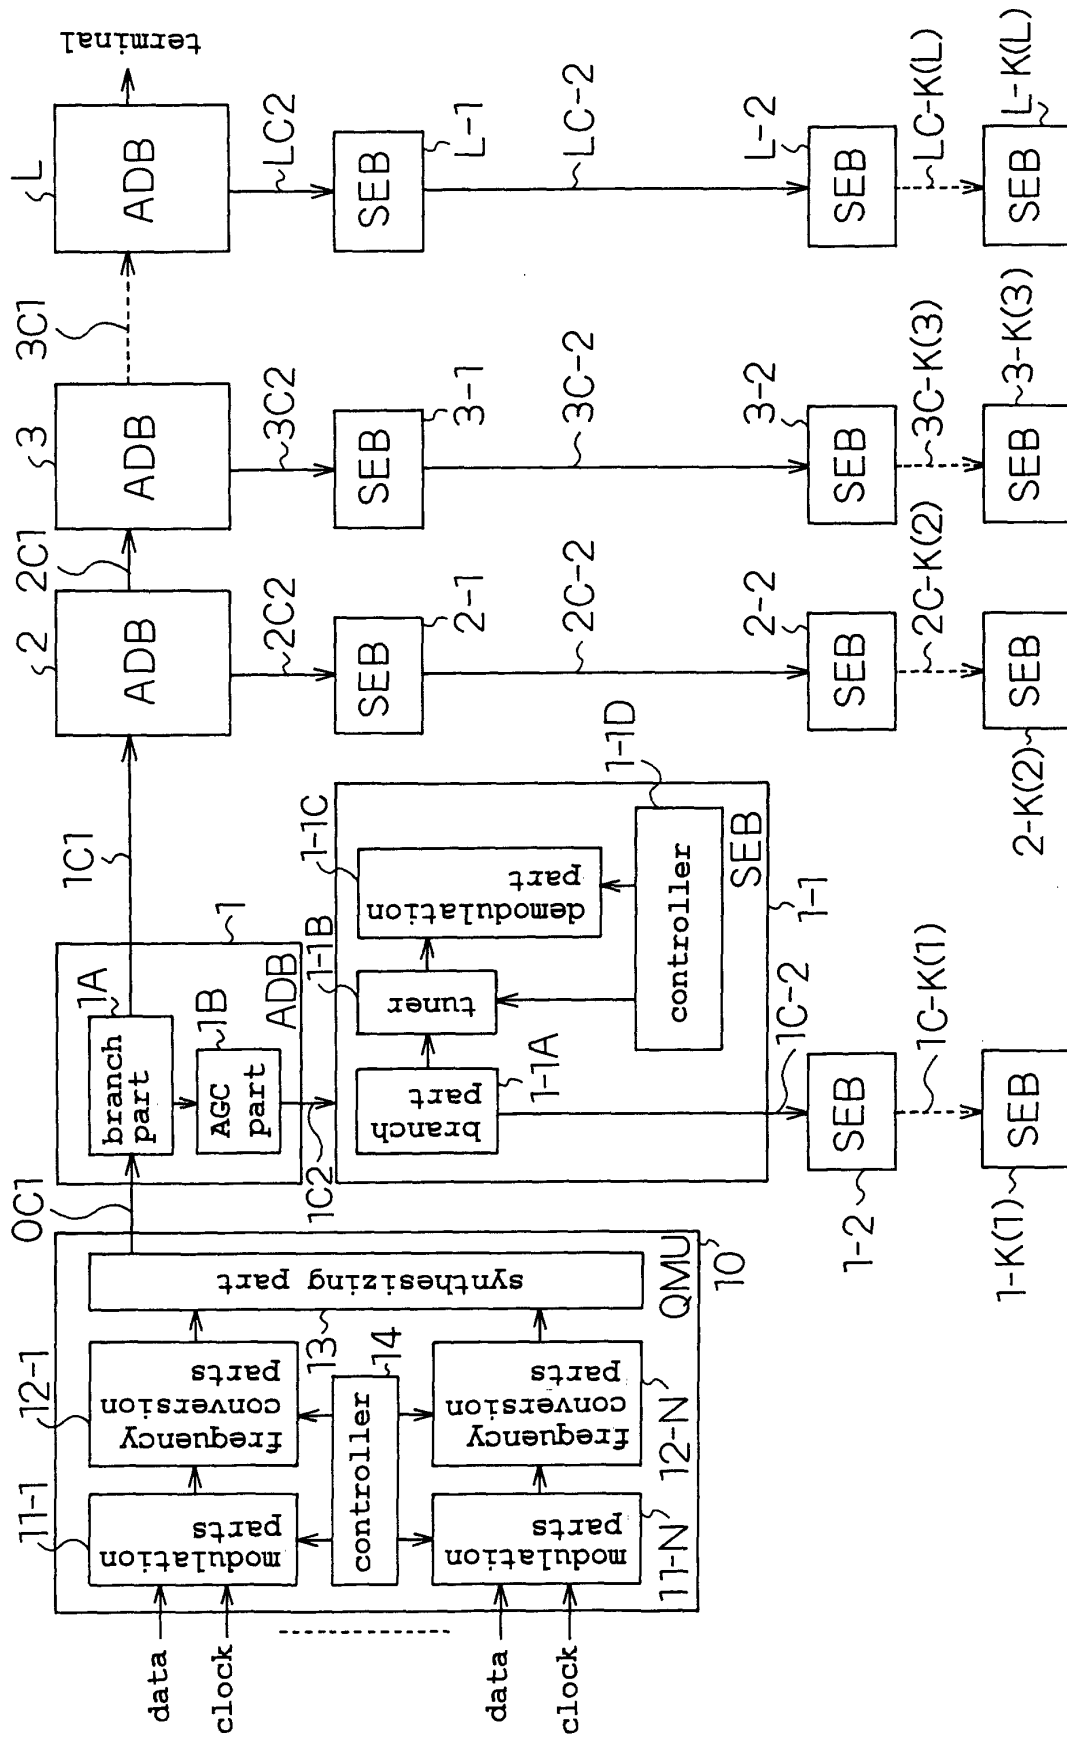 data
clock
data
clock
11-1
modulation
parts
12-1
frequency
conversion
parts
13
synthesizing part
controller
14
modulation
parts
11-N
frequency
conversion
parts
12-N
QMU
10
0C1
branch
part
1A
AGC
part
1B
ADB
1
1C1
1C2
branch
part
1-1A
tuner
1-1B
demodulation
part
1-1C
controller
1-1D
SEB
1-1
1C-2
SEB
1-2
1C-K(1)
SEB
1-K(1)
ADB
2
2C1
2C2
SEB
2-1
2C-2
SEB
2-2
2C-K(2)
SEB
2-K(2)
ADB
3
3C1
3C2
SEB
3-1
3C-2
SEB
3-2
3C-K(3)
SEB
3-K(3)
ADB
L
terminal
LC2
SEB
L-1
LC-2
SEB
L-2
LC-K(L)
SEB
L-K(L)